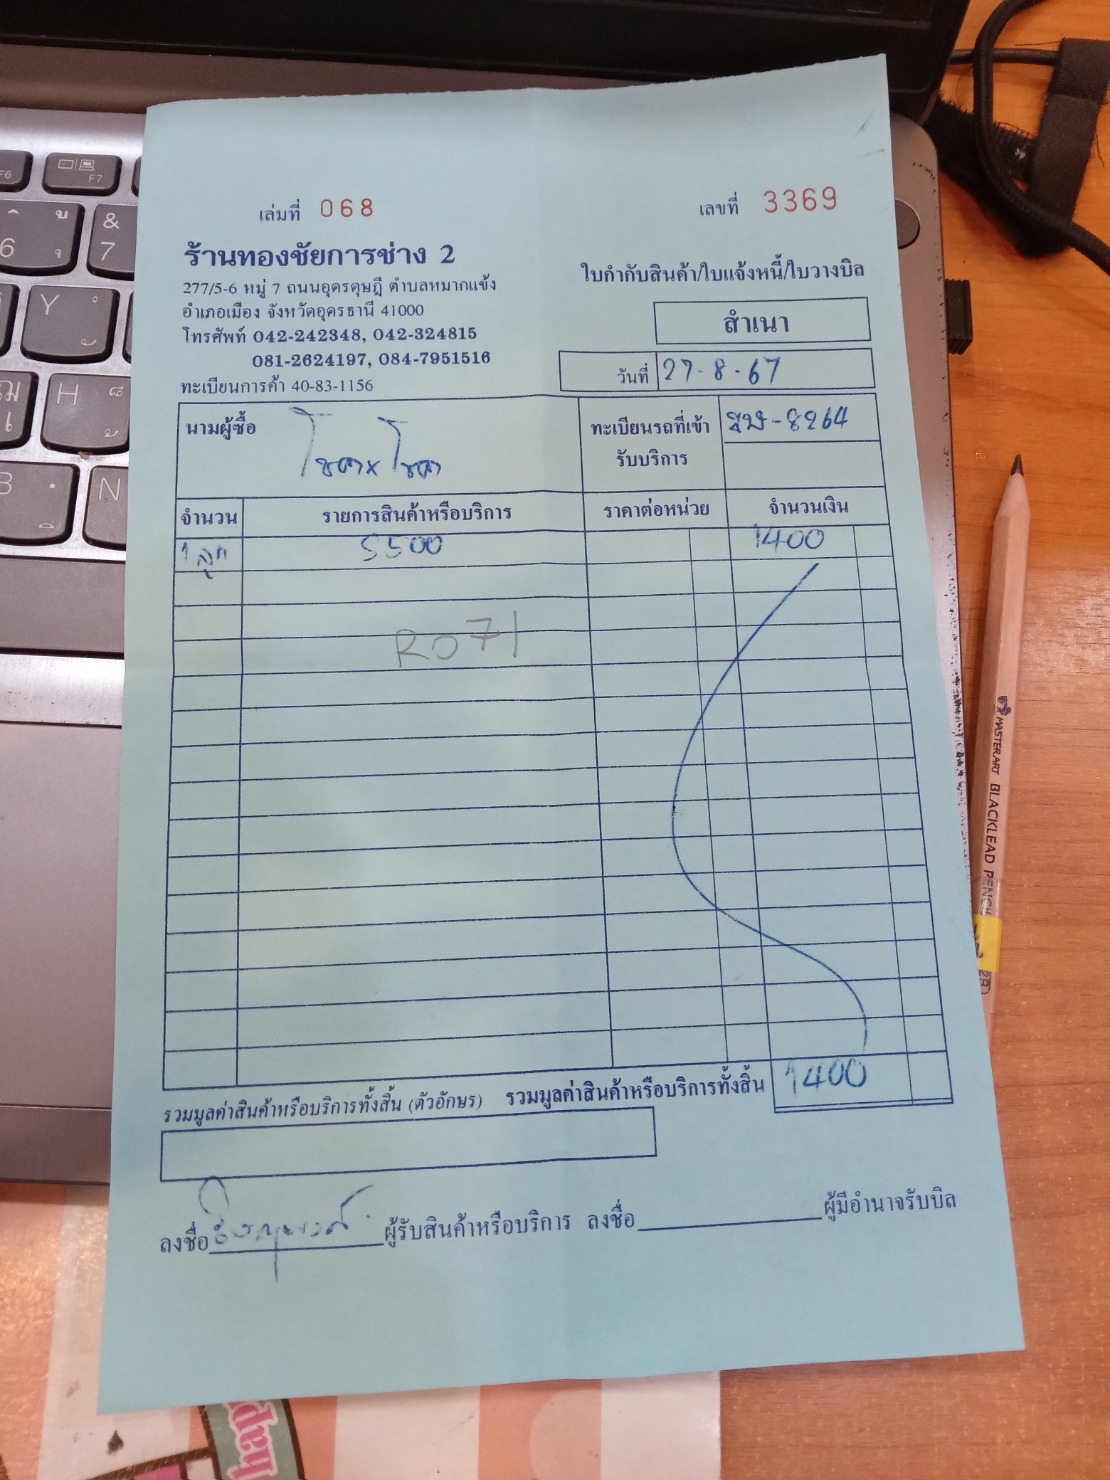 เล่มที่ 068
เลขที่ 3369
ร้านทองชัยการช่าง 2
277/5-6 หมู่ 7 ถนนอุดรดุษฎี ตำบลหมากแข้ง
อำเภอเมือง จังหวัดอุดรธานี 41000
โทรศัพท์ 042-242348, 042-324815
081-2624197, 084-7951516
ทะเบียนการค้า 40-83-1156
ใบกำกับสินค้า/ใบแจ้งหนี้/ใบวางบิล
สำเนา
วันที่ 27-8-67
นามผู้ซื้อ
ทะเบียนรถที่เข้า
รับบริการ
8264
จำนวน รายการสินค้าหรือบริการ ราคาต่อหน่วย จำนวนเงิน
1 ลูก 5500 1400
R071
รวมมูลค่าสินค้าหรือบริการทั้งสิ้น (ตัวอักษร) รวมมูลค่าสินค้าหรือบริการทั้งสิ้น 1400
ลงชื่อ ผู้รับสินค้าหรือบริการ ลงชื่อ ผู้มีอำนาจรับบิล
F6
F7
6
&
7
Y
H
B
N
MASTERART BLACKLEAD PENCIL
hap